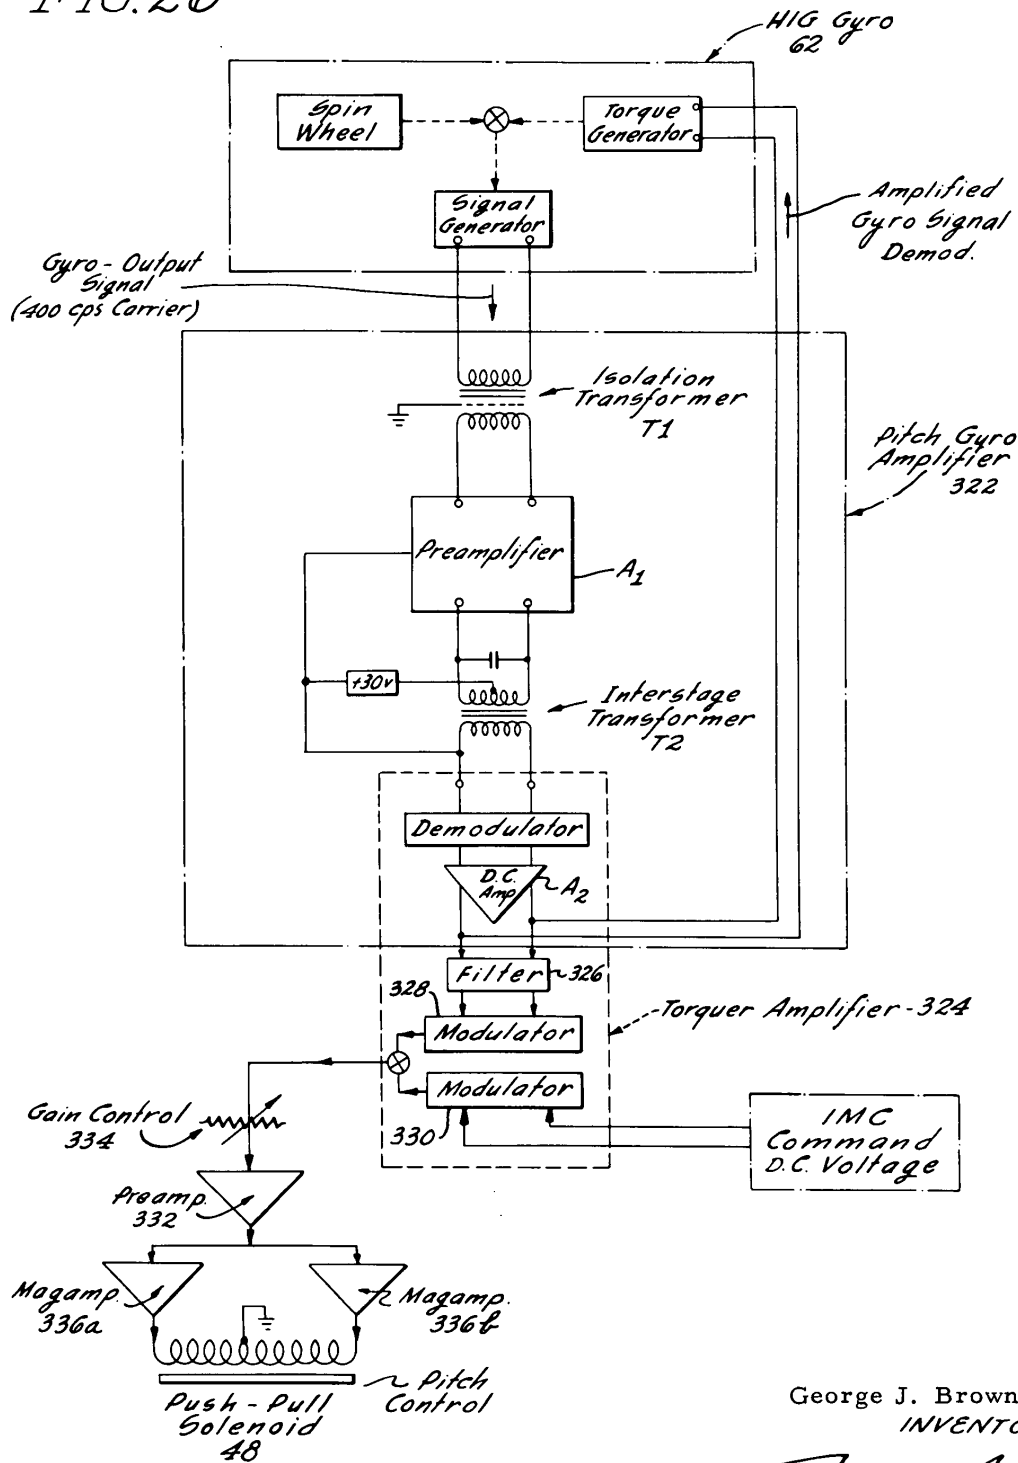 FIG. 26
HIG Gyro
62
Spin
Wheel
Torque
Generator
Signal
Generator
Amplified
Gyro Signal
Demod.
Gyro - Output
Signal
(400 cps Carrier)
Isolation
Transformer
T1
Pitch Gyro
Amplifier
322
Preamplifier
A1
+30v
Interstage
Transformer
T2
Demodulator
D.C.
Amp
A2
Filter
326
328
Modulator
Torquer Amplifier - 324
Modulator
330
Gain Control
334
IMC
Command
D.C. Voltage
Preamp.
332
Magamp.
336a
Magamp.
336b
Pitch
Control
Push - Pull
Solenoid
48
George J. Brown
INVENTO